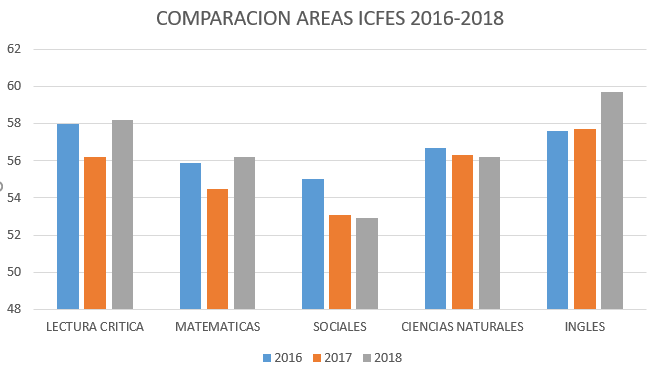 COMPARACION AREAS ICFES 2016-2018
62
60
58
56
54
52
50
48
LECTURA CRITICA MATEMATICAS SOCIALES CIENCIAS NATURALES INGLES
2016 2017 2018